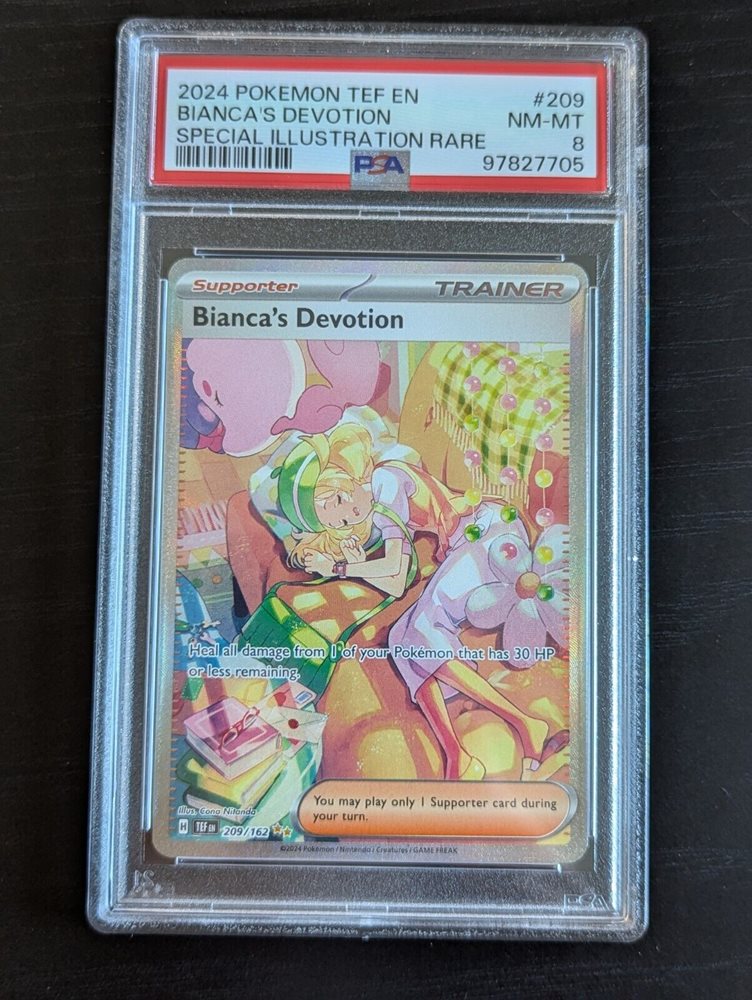 2024 POKEMON TEF EN #209
BIANCA'S DEVOTION NM-MT
SPECIAL ILLUSTRATION RARE 8
PSA 97827705
Supporter TRAINER
Bianca's Devotion
Heal all damage from 1 of your Pokémon that has 30 HP
or less remaining.
You may play only 1 Supporter card during
your turn.
Illus. Cona Nitanda
H TEF EN 209/162
©2024 Pokémon / Nintendo / Creatures / GAME FREAK
PSA